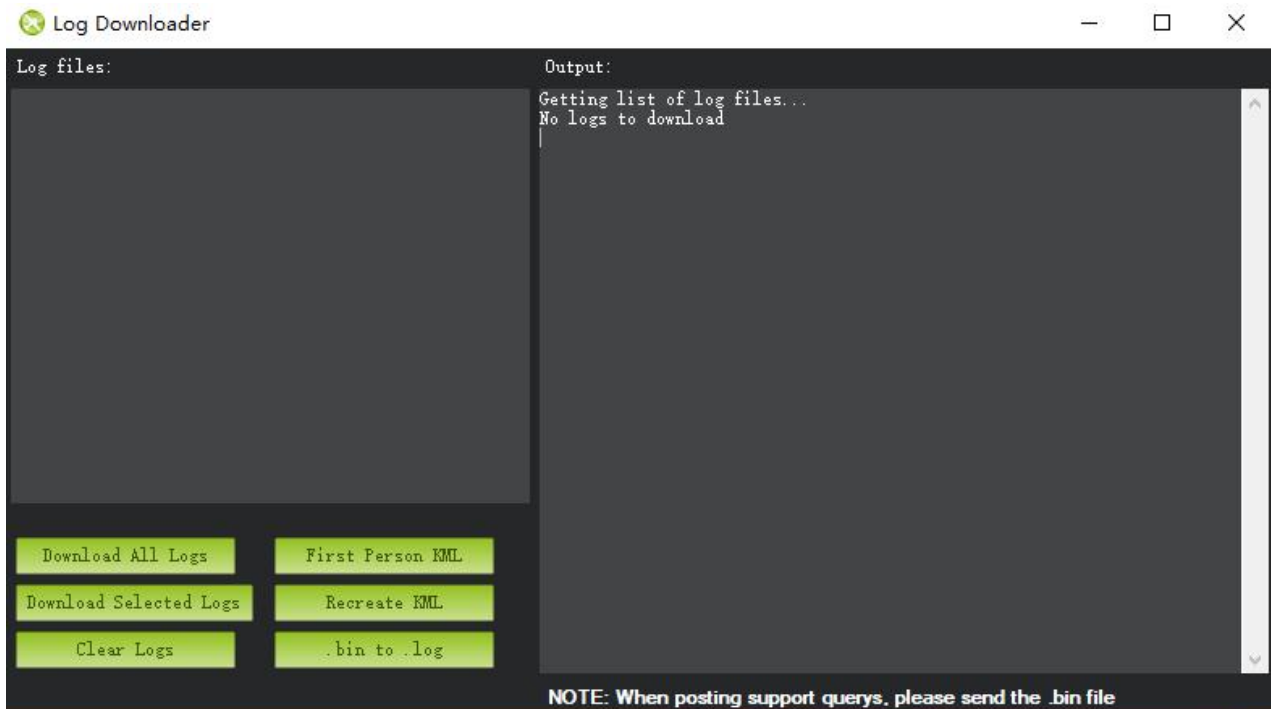 Log Downloader
Log files:
Output:
Getting list of log files...
No logs to download
Download All Logs
First Person KML
Download Selected Logs
Recreate KML
Clear Logs
.bin to .log
NOTE: When posting support querys, please send the .bin file